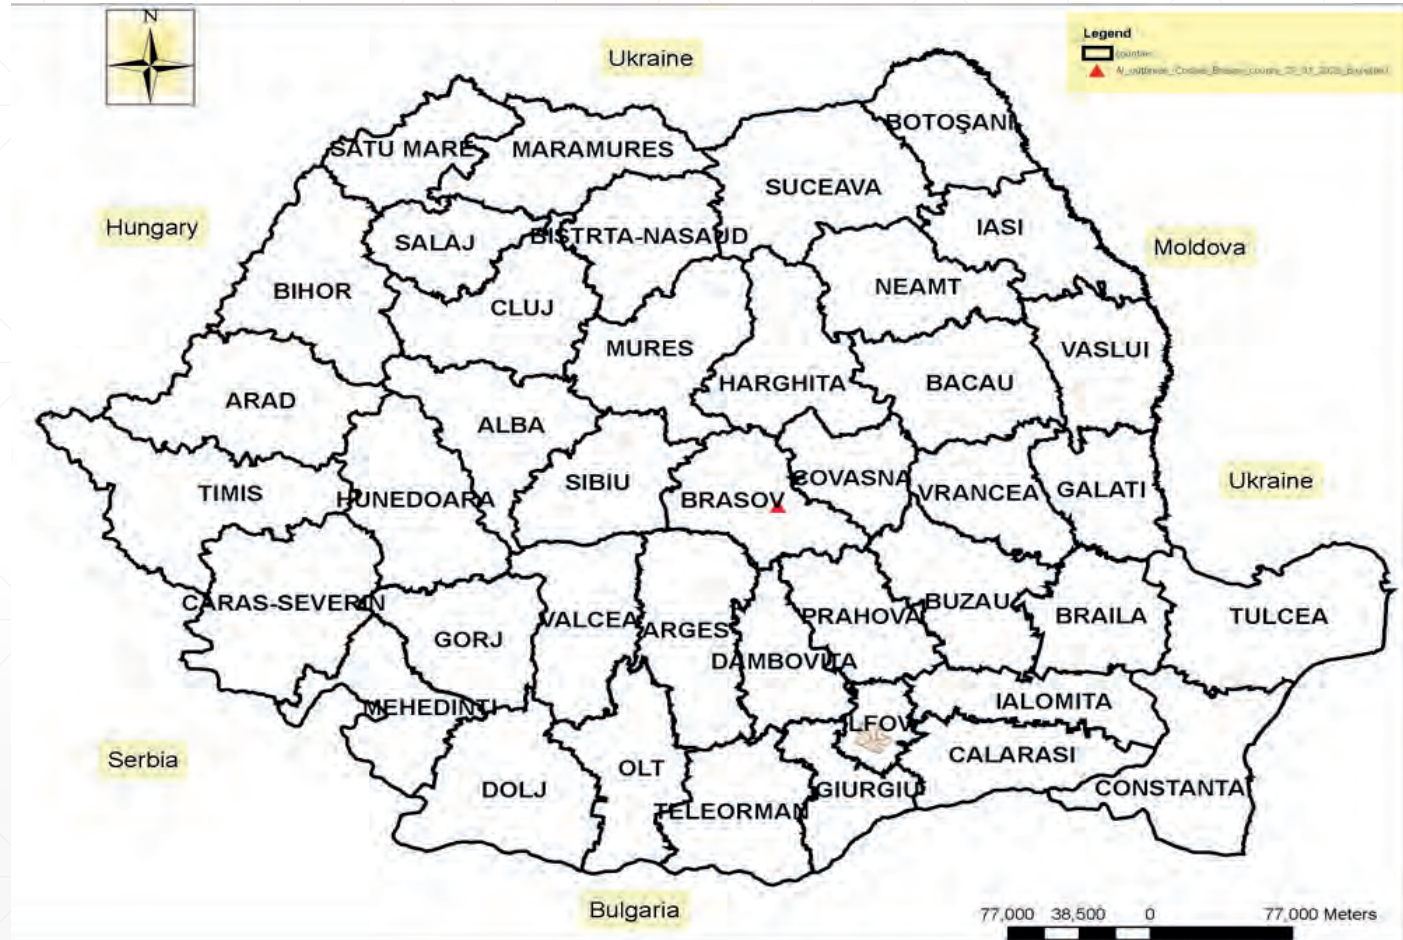 N
Ukraine
Legend
counties
BOTOŞANI
SATU MARE
MARAMURES
SUCEAVA
Hungary
SALAJ
BISTRTA-NASAUD
IASI
Moldova
BIHOR
CLUJ
NEAMT
MURES
VASLUI
HARGHITA
BACAU
ARAD
ALBA
TIMIS
HUNEDOARA
SIBIU
BRASOV
COVASNA
VRANCEA
GALATI
Ukraine
CARAS-SEVERIN
GORJ
VALCEA
ARGES
DAMBOVITA
PRAHOVA
BUZAU
BRAILA
TULCEA
MEHEDINTI
ILFOV
IALOMITA
CALARASI
Serbia
DOLJ
OLT
TELEORMAN
GIURGIU
CONSTANTA
Bulgaria
77,000 38,500 0 77,000 Meters